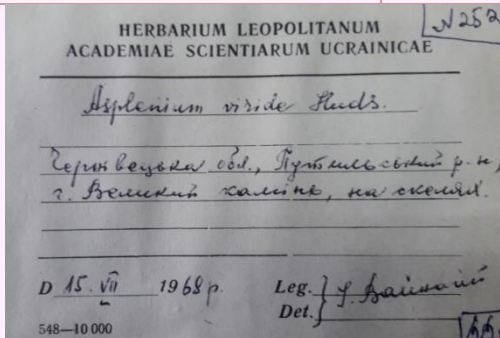 N 252
HERBARIUM LEOPOLITANUM
ACADEMIAE SCIENTIARUM UCRAINICAE
Asplenium viride Huds.
Чернівецька обл., Путильський р-н,
г. Великий камінь, на скелях.
D 15. VII 1968 р.
Leg.
Det.
548—10 000